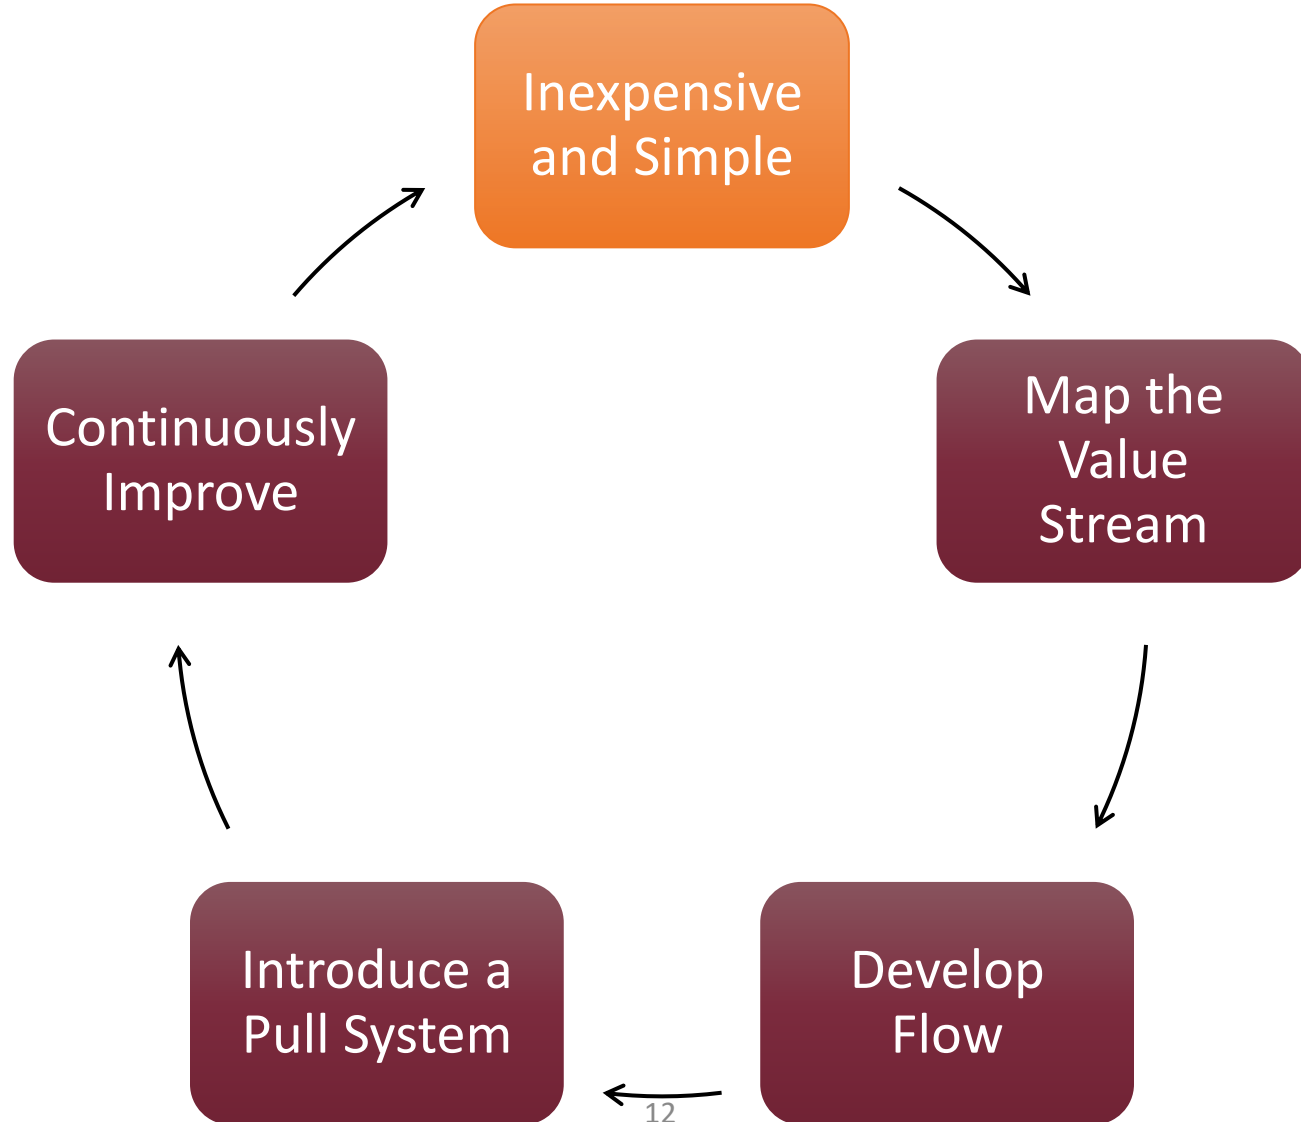 Inexpensive
and Simple
Map the
Value
Stream
Develop
Flow
Introduce a
Pull System
Continuously
Improve
12